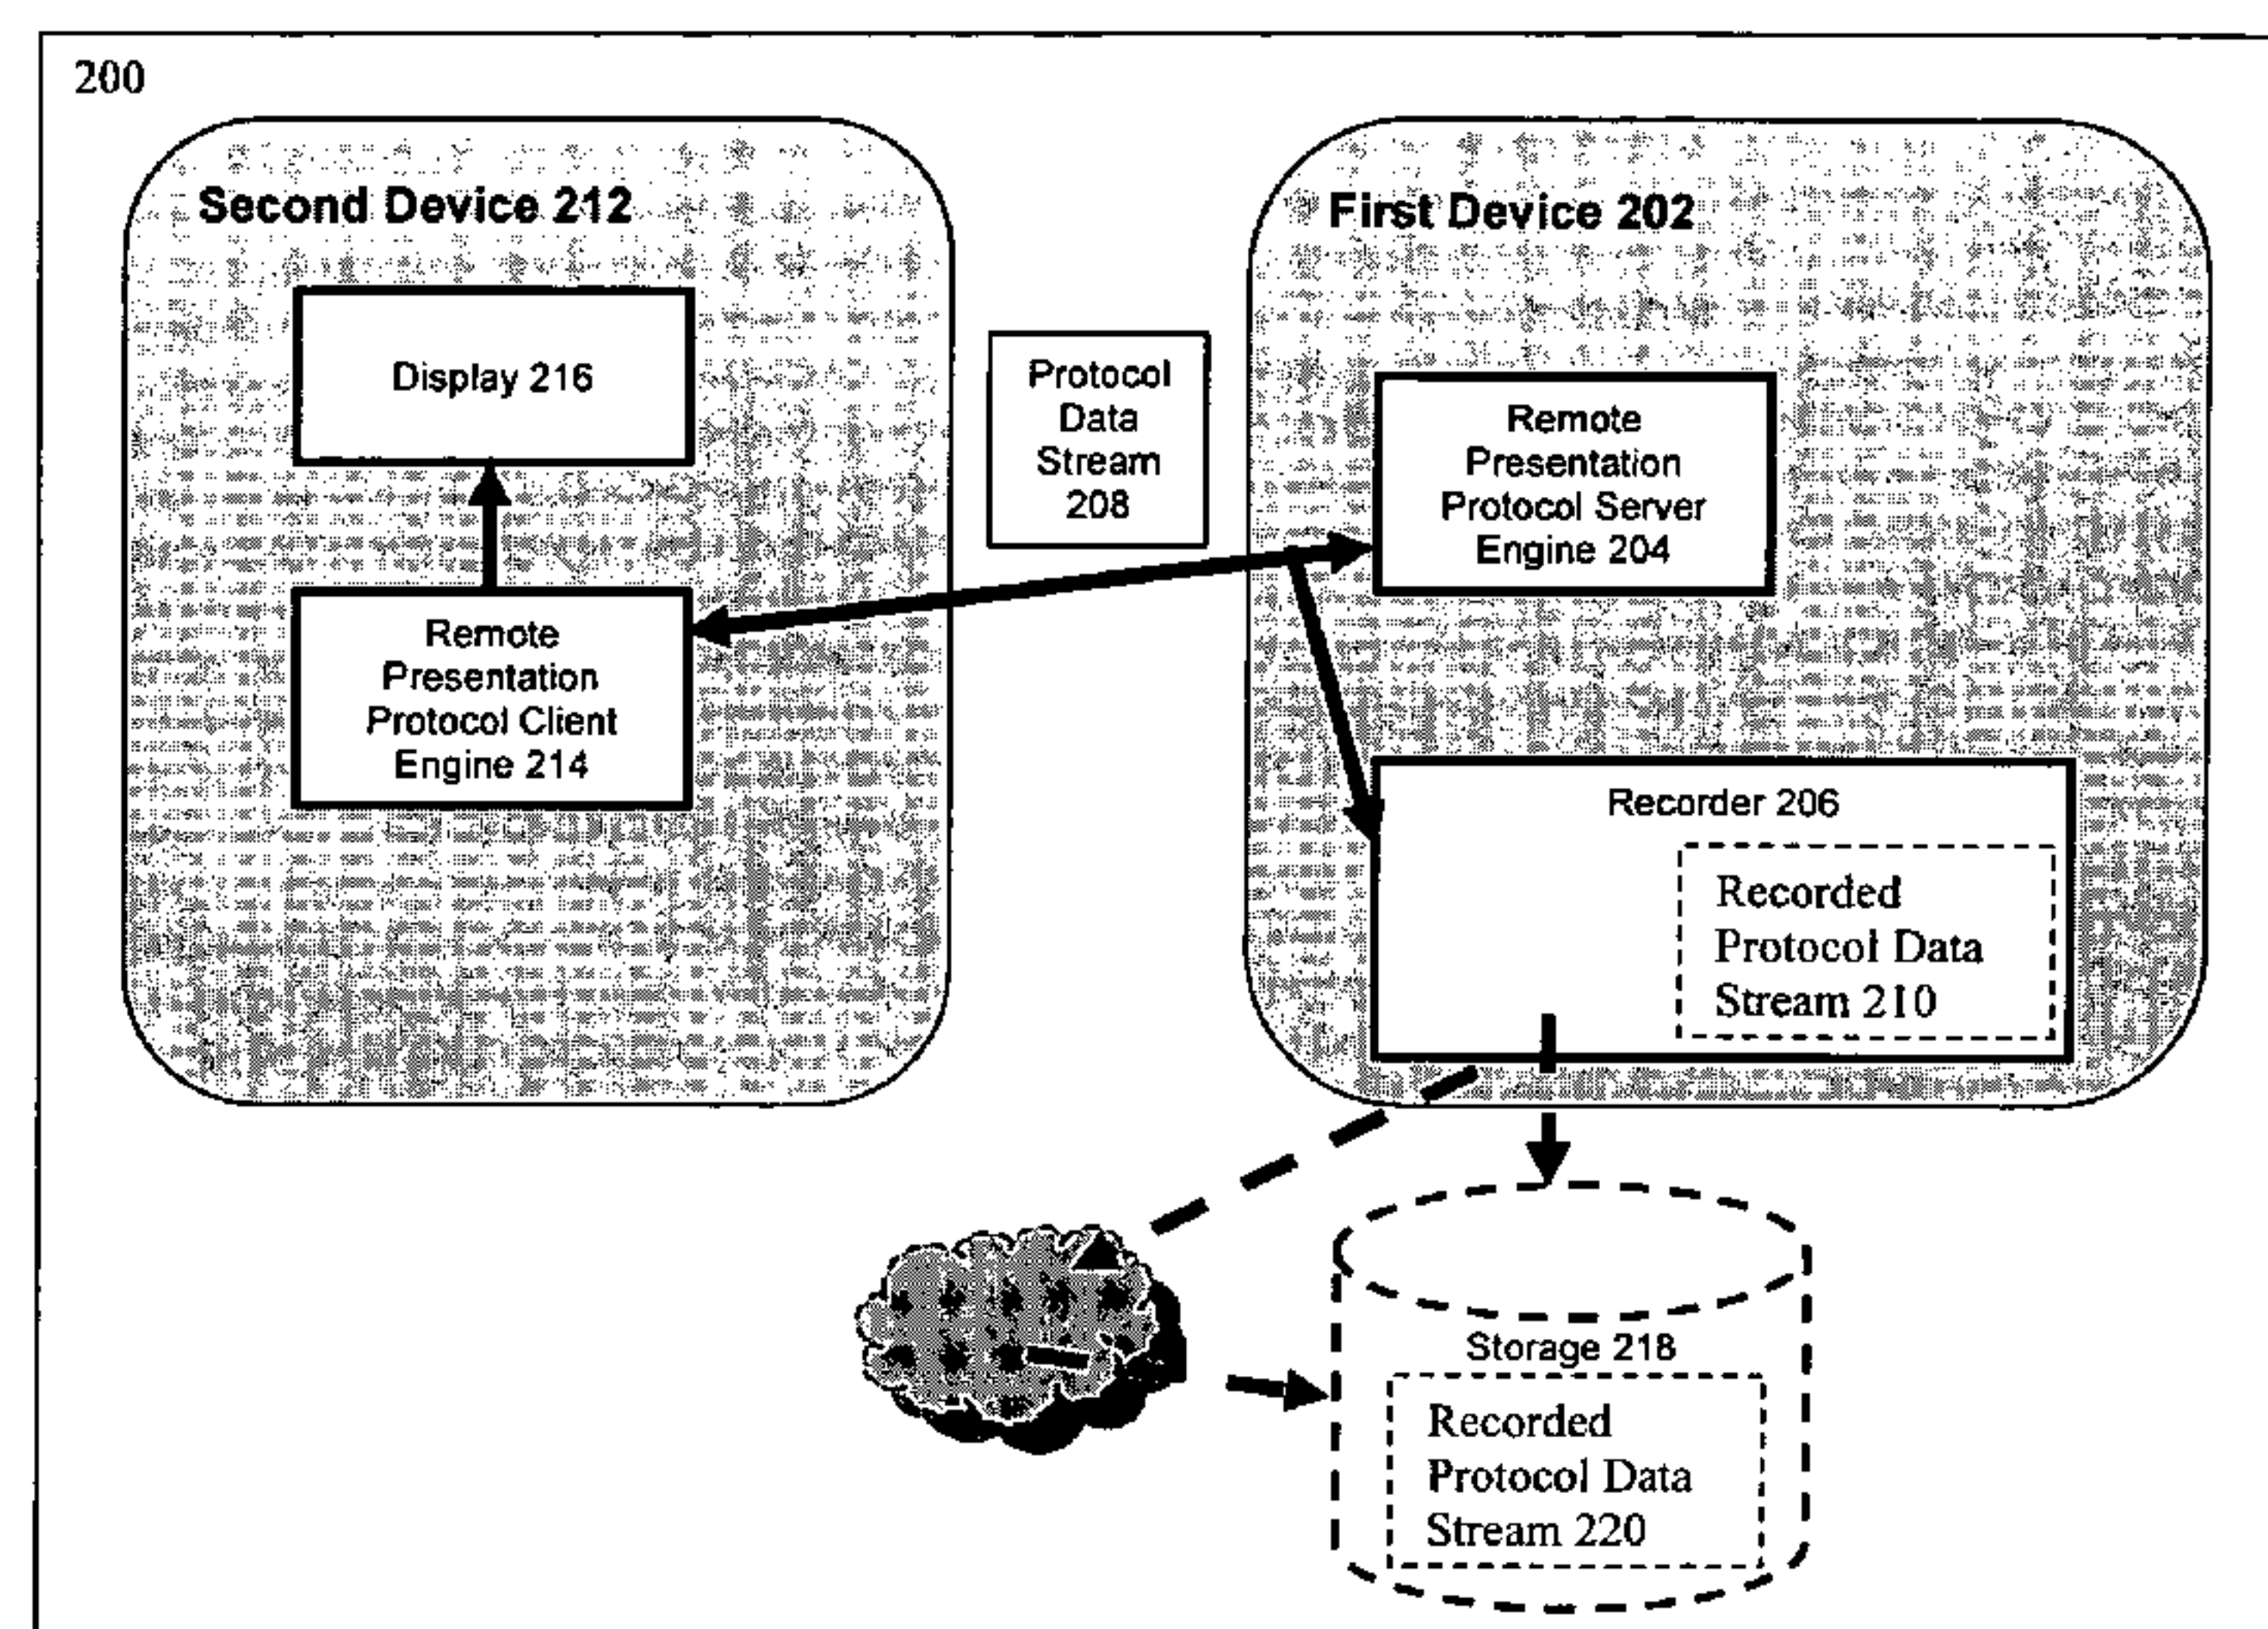 200
Second Device 212
Display 216
Remote
Presentation
Protocol Client
Engine 214
Protocol
Data
Stream
208
First Device 202
Remote
Presentation
Protocol Server
Engine 204
Recorder 206
Recorded
Protocol Data
Stream 210
Storage 218
Recorded
Protocol Data
Stream 220